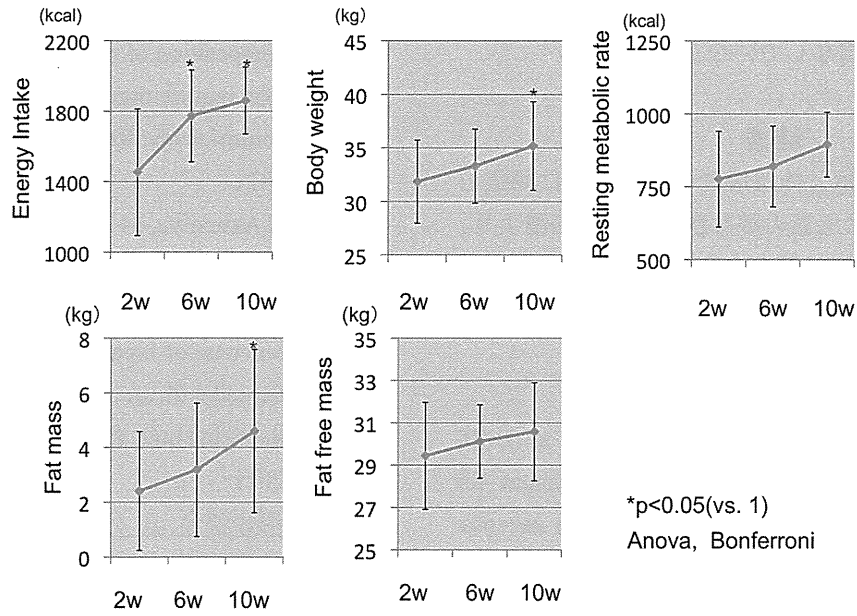 (kcal)
Energy Intake
2200
1800
1400
1000
*
*
2w 6w 10w
(kg)
Body weight
45
40
35
30
25
*
2w 6w 10w
(kcal)
Resting metabolic rate
1250
1000
750
500
2w 6w 10w
(kg)
Fat mass
8
6
4
2
0
*
2w 6w 10w
(kg)
Fat free mass
35
33
31
29
27
25
2w 6w 10w
*p<0.05(vs. 1)
Anova, Bonferroni